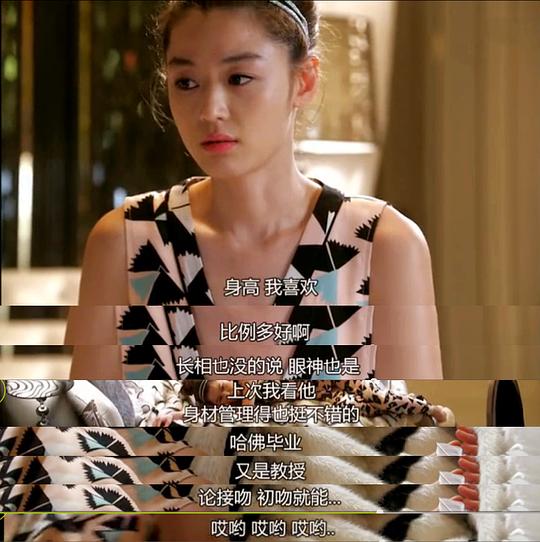 身高 我喜欢
比例多好啊
长相也没的说 眼神也是
上次我看他
身材管理得也挺不错的
哈佛毕业
又是教授
论接吻 初吻就能...
哎哟 哎哟 哎哟..